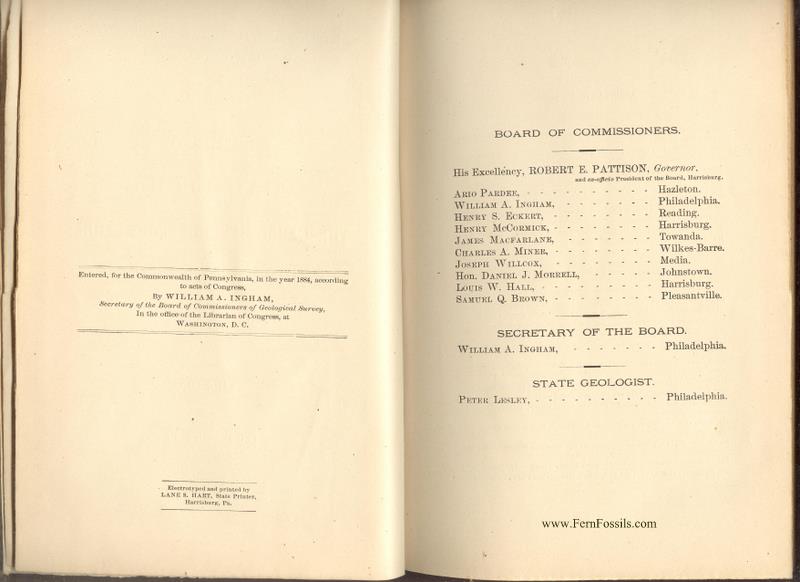 Entered, for the Commonwealth of Pennsylvania, in the year 1884, according
to acts of Congress,
By WILLIAM A. INGHAM,
Secretary of the Board of Commissioners of Geological Survey,
In the office of the Librarian of Congress, at
WASHINGTON, D. C.
Electrotyped and printed by
LANE S. HART, State Printer,
Harrisburg, Pa.
BOARD OF COMMISSIONERS.
His Excellency, ROBERT E. PATTISON, Governor,
and ex-officio President of the Board, Harrisburg.
ARIO PARDEE, - - - - - - - - - - Hazleton.
WILLIAM A. INGHAM, - - - - - - - Philadelphia.
HENRY S. ECKERT, - - - - - - - - Reading.
HENRY MCCORMICK, - - - - - - - - Harrisburg.
JAMES MACFARLANE, - - - - - - - Towanda.
CHARLES A. MINER, - - - - - - - - Wilkes-Barre.
JOSEPH WILLCOX, - - - - - - - - Media.
HON. DANIEL J. MORRELL, - - - - - Johnstown.
LOUIS W. HALL, - - - - - - - - - Harrisburg.
SAMUEL Q. BROWN, - - - - - - - - Pleasantville.
SECRETARY OF THE BOARD.
WILLIAM A. INGHAM, - - - - - - - Philadelphia.
STATE GEOLOGIST.
PETER LESLEY, - - - - - - - - - - Philadelphia.
www.FernFossils.com